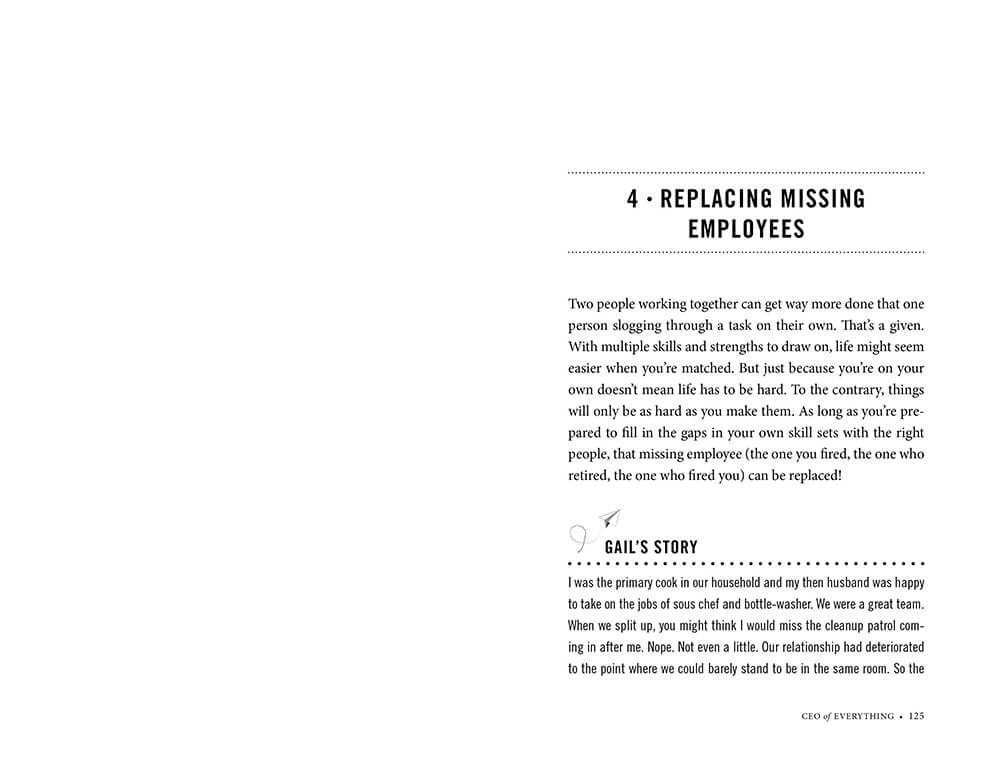 4 • REPLACING MISSING
EMPLOYEES
Two people working together can get way more done that one
person slogging through a task on their own. That’s a given.
With multiple skills and strengths to draw on, life might seem
easier when you’re matched. But just because you’re on your
own doesn’t mean life has to be hard. To the contrary, things
will only be as hard as you make them. As long as you’re pre-
pared to fill in the gaps in your own skill sets with the right
people, that missing employee (the one you fired, the one who
retired, the one who fired you) can be replaced!
GAIL’S STORY
I was the primary cook in our household and my then husband was happy
to take on the jobs of sous chef and bottle-washer. We were a great team.
When we split up, you might think I would miss the cleanup patrol com-
ing in after me. Nope. Not even a little. Our relationship had deteriorated
to the point where we could barely stand to be in the same room. So the
CEO of EVERYTHING • 125